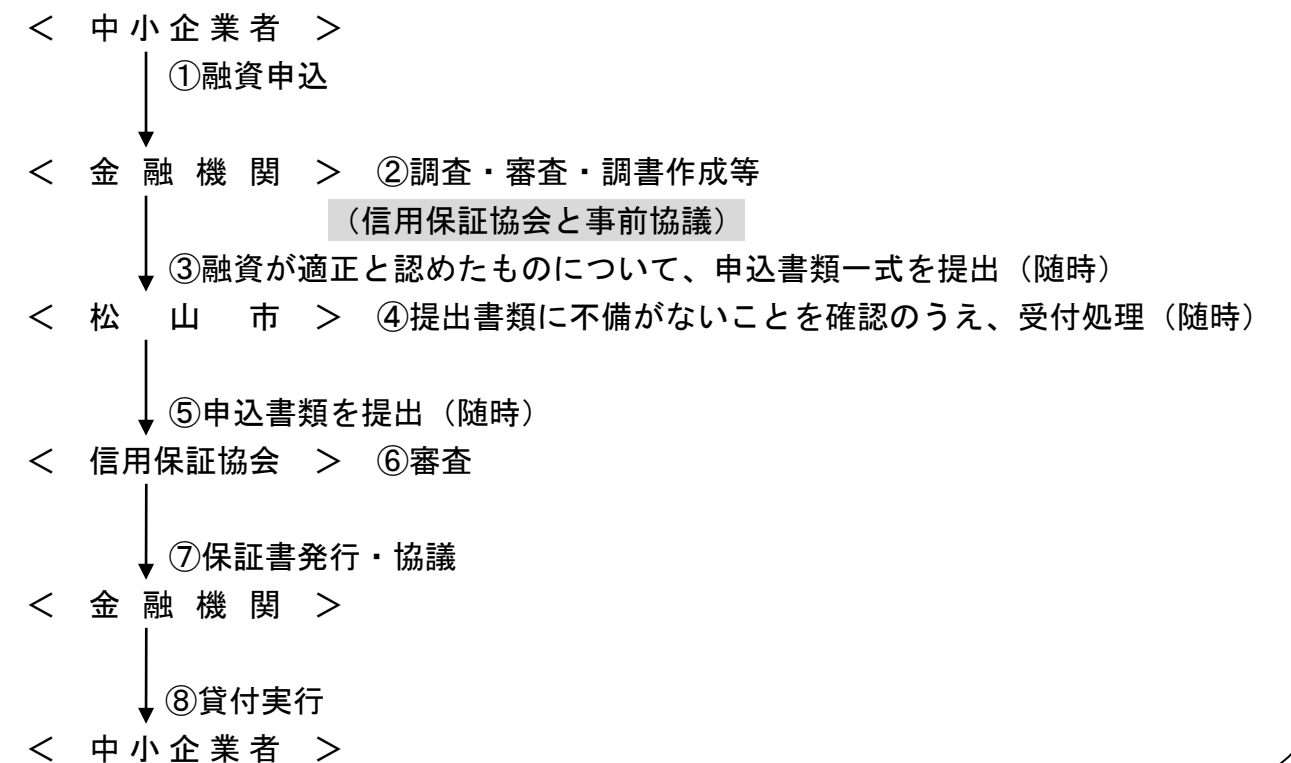 ＜ 中小企業者 ＞
①融資申込
＜ 金融機関 ＞ ②調査・審査・調書作成等
（信用保証協会と事前協議）
③融資が適正と認めたものについて、申込書類一式を提出（随時）
＜ 松山市 ＞ ④提出書類に不備がないことを確認のうえ、受付処理（随時）
⑤申込書類を提出（随時）
＜ 信用保証協会 ＞ ⑥審査
⑦保証書発行・協議
＜ 金融機関 ＞
⑧貸付実行
＜ 中小企業者 ＞